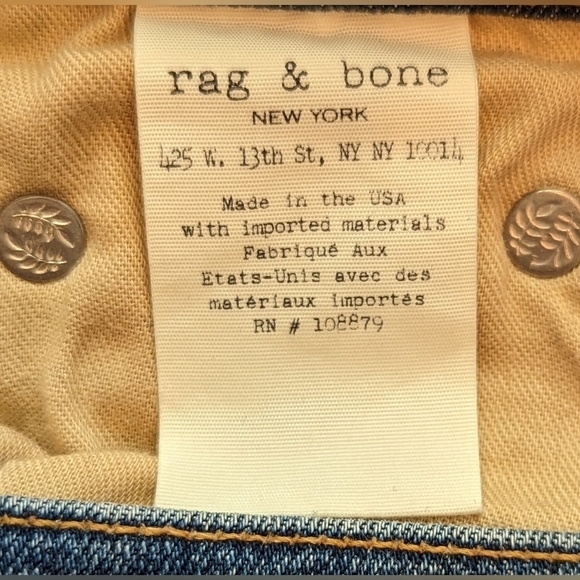 rag & bone
NEW YORK
425 W. 13th St, NY NY 10014
Made in the USA
with imported materials
Fabriqué Aux
Etats-Unis avec des
matériaux importés
RN # 108879